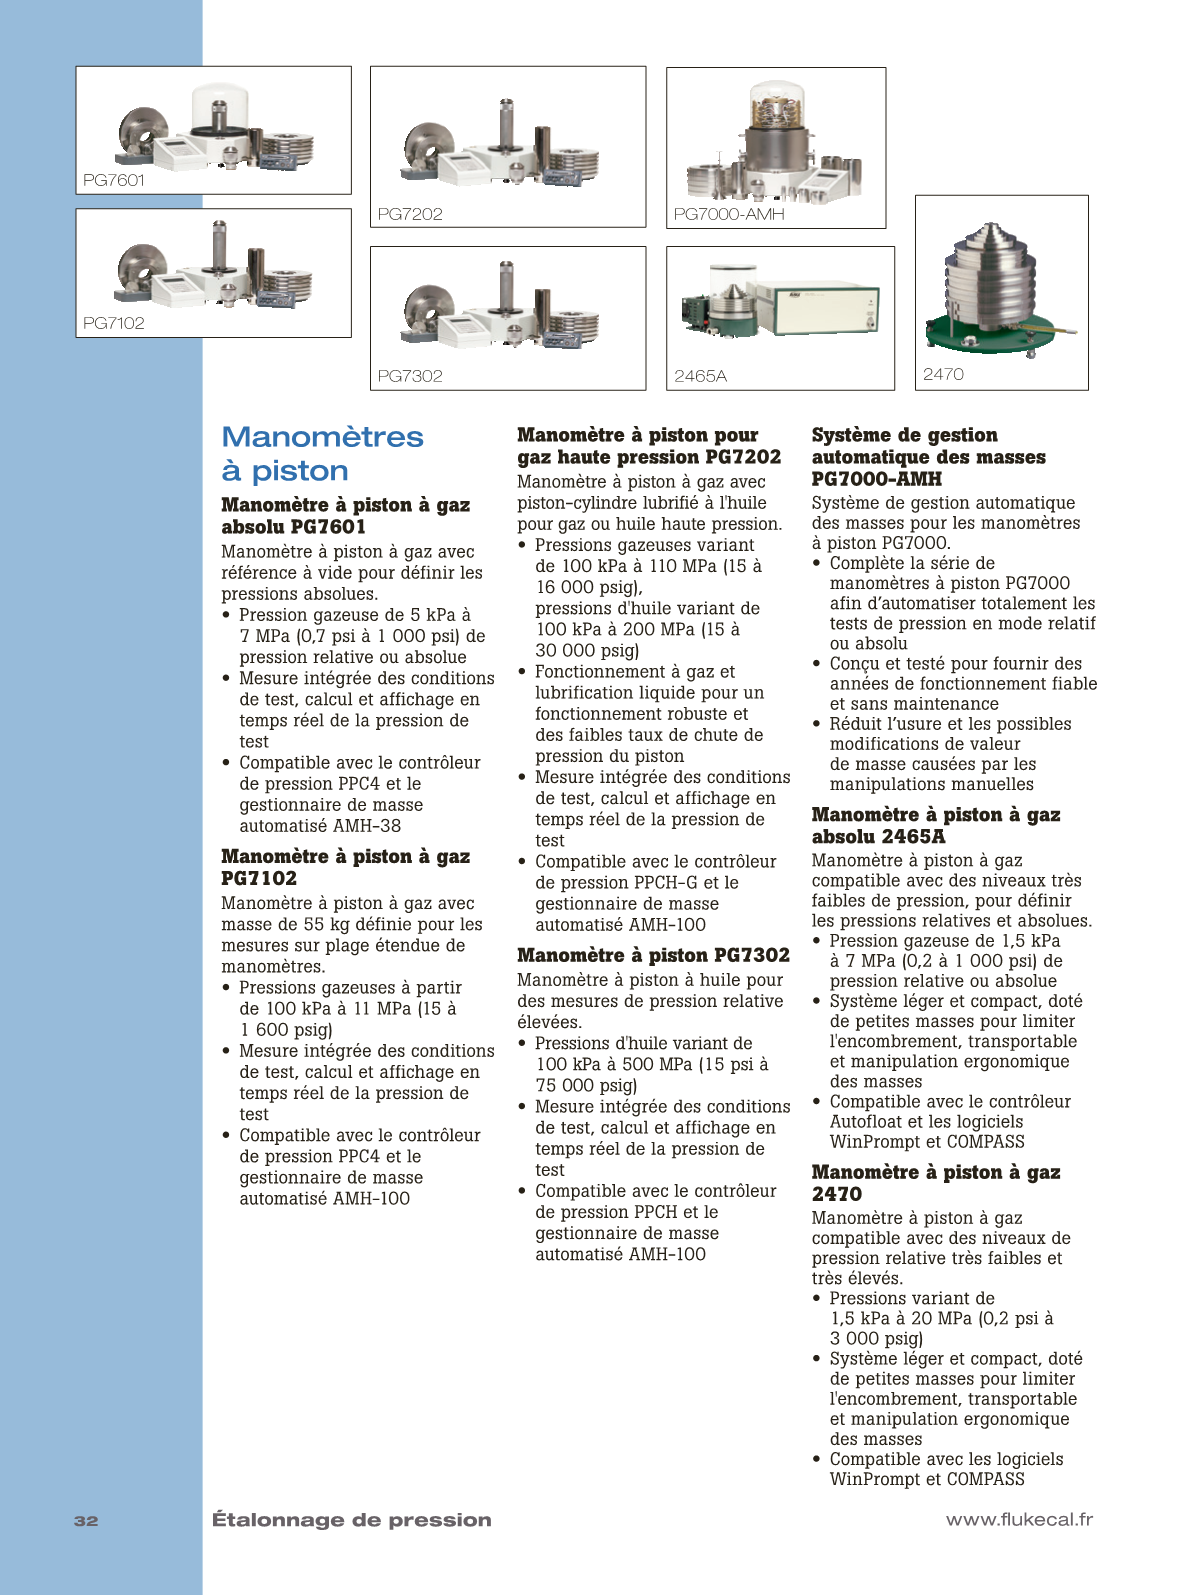 PG7601
PG7202
PG7000-AMH
PG7102
PG7302
2465A
2470
Manomètres
à piston
Manomètre à piston à gaz
absolu PG7601
Manomètre à piston à gaz avec
référence à vide pour définir les
pressions absolues.
• Pression gazeuse de 5 kPa à
7 MPa (0,7 psi à 1 000 psi) de
pression relative ou absolue
• Mesure intégrée des conditions
de test, calcul et affichage en
temps réel de la pression de
test
• Compatible avec le contrôleur
de pression PPC4 et le
gestionnaire de masse
automatisé AMH-38
Manomètre à piston à gaz
PG7102
Manomètre à piston à gaz avec
masse de 55 kg définie pour les
mesures sur plage étendue de
manomètres.
• Pressions gazeuses à partir
de 100 kPa à 11 MPa (15 à
1 600 psig)
• Mesure intégrée des conditions
de test, calcul et affichage en
temps réel de la pression de
test
• Compatible avec le contrôleur
de pression PPC4 et le
gestionnaire de masse
automatisé AMH-100
Manomètre à piston pour
gaz haute pression PG7202
Manomètre à piston à gaz avec
piston-cylindre lubrifié à l'huile
pour gaz ou huile haute pression.
• Pressions gazeuses variant
de 100 kPa à 110 MPa (15 à
16 000 psig),
pressions d'huile variant de
100 kPa à 200 MPa (15 à
30 000 psig)
• Fonctionnement à gaz et
lubrification liquide pour un
fonctionnement robuste et
des faibles taux de chute de
pression du piston
• Mesure intégrée des conditions
de test, calcul et affichage en
temps réel de la pression de
test
• Compatible avec le contrôleur
de pression PPCH-G et le
gestionnaire de masse
automatisé AMH-100
Manomètre à piston PG7302
Manomètre à piston à huile pour
des mesures de pression relative
élevées.
• Pressions d'huile variant de
100 kPa à 500 MPa (15 psi à
75 000 psig)
• Mesure intégrée des conditions
de test, calcul et affichage en
temps réel de la pression de
test
• Compatible avec le contrôleur
de pression PPCH et le
gestionnaire de masse
automatisé AMH-100
Système de gestion
automatique des masses
PG7000-AMH
Système de gestion automatique
des masses pour les manomètres
à piston PG7000.
• Complète la série de
manomètres à piston PG7000
afin d’automatiser totalement les
tests de pression en mode relatif
ou absolu
• Conçu et testé pour fournir des
années de fonctionnement fiable
et sans maintenance
• Réduit l’usure et les possibles
modifications de valeur
de masse causées par les
manipulations manuelles
Manomètre à piston à gaz
absolu 2465A
Manomètre à piston à gaz
compatible avec des niveaux très
faibles de pression, pour définir
les pressions relatives et absolues.
• Pression gazeuse de 1,5 kPa
à 7 MPa (0,2 à 1 000 psi) de
pression relative ou absolue
• Système léger et compact, doté
de petites masses pour limiter
l'encombrement, transportable
et manipulation ergonomique
des masses
• Compatible avec le contrôleur
Autofloat et les logiciels
WinPrompt et COMPASS
Manomètre à piston à gaz
2470
Manomètre à piston à gaz
compatible avec des niveaux de
pression relative très faibles et
très élevés.
• Pressions variant de
1,5 kPa à 20 MPa (0,2 psi à
3 000 psig)
• Système léger et compact, doté
de petites masses pour limiter
l'encombrement, transportable
et manipulation ergonomique
des masses
• Compatible avec les logiciels
WinPrompt et COMPASS
32
Étalonnage de pression
www.flukecal.fr